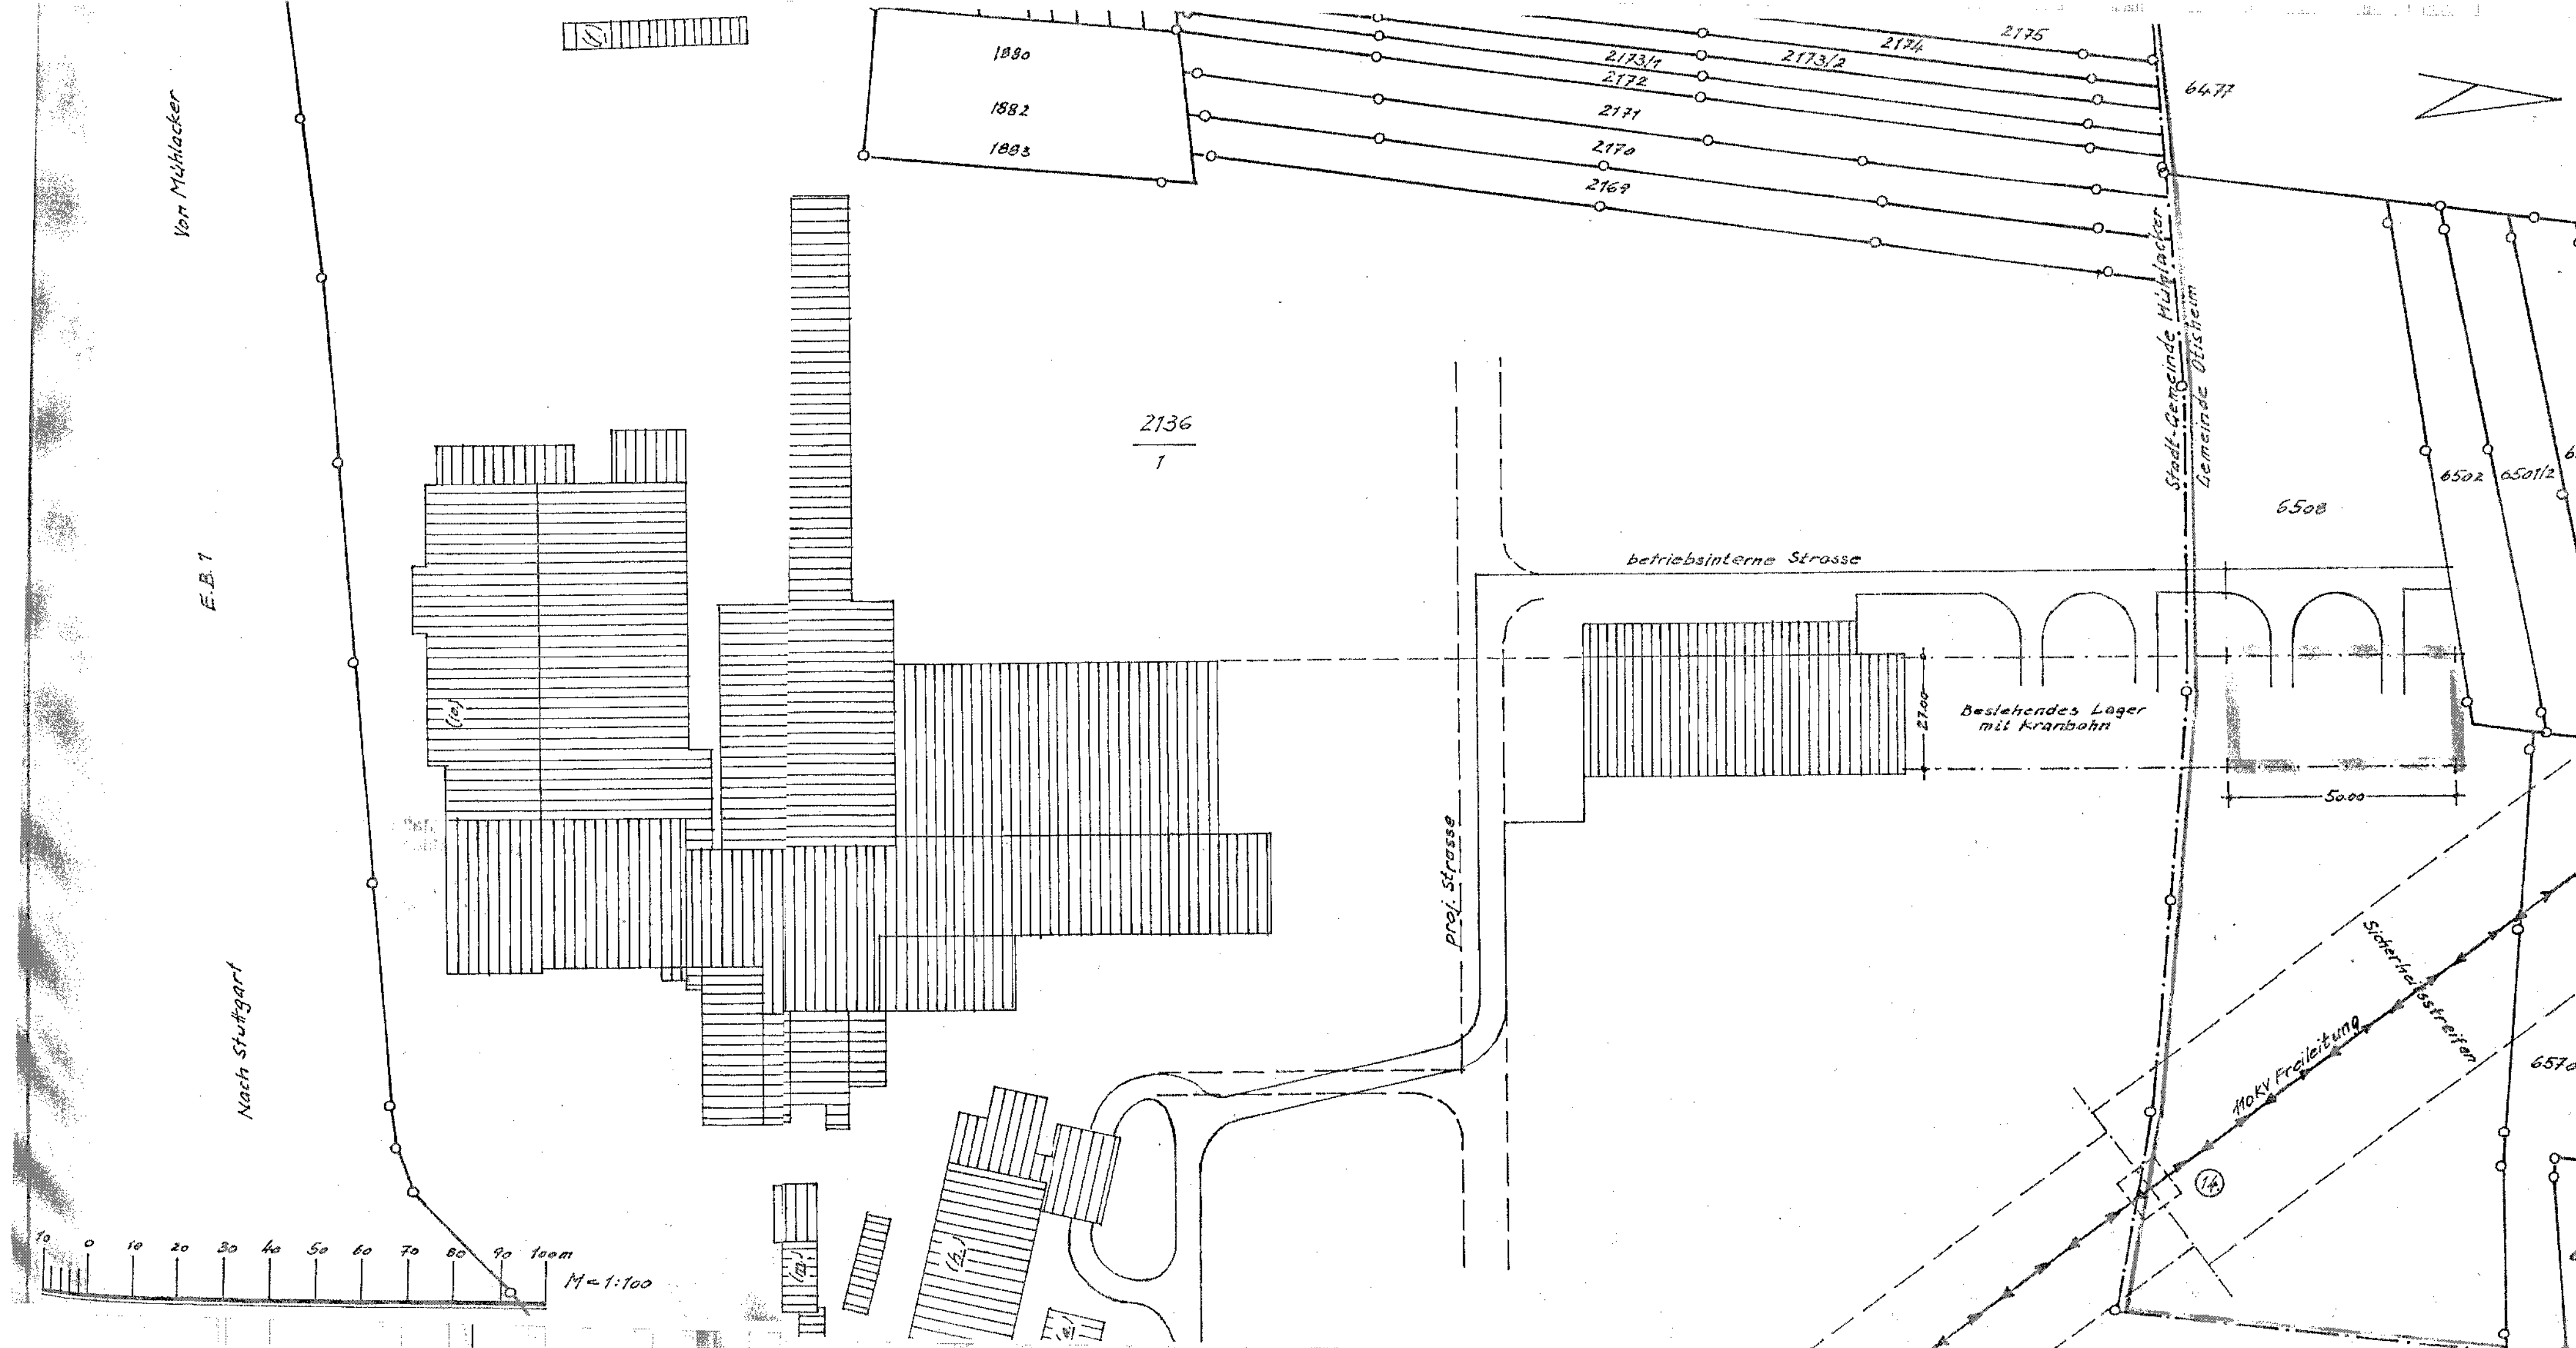 (f)
1880
1882
1883
2175
2174
2173/2
2173/1
2172
2171
2170
2169
6477
Von Mühlacker
E.B. 1
Nach Stuttgart
2136
1
Stadt-Gemeinde Mühlacker
Gemeinde Ötisheim
6508
6502
6501/2
betriebsinterne Strasse
proj. Strasse
27.00
Bestehendes Lager
mit Kranbahn
50.00
Sicherheitsstreifen
110 KV Freileitung
6570
(h)
(m)
10 0 10 20 30 40 50 60 70 80 90 100m
M = 1:100